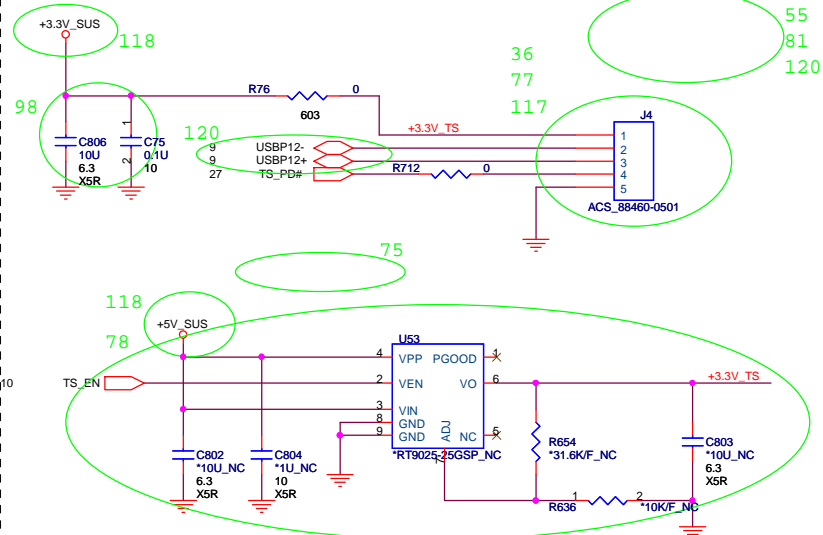 +3.3V_SUS
118
55
81
120
36
77
117
98
R76
0
603
+3.3V_TS
J4
1
2
3
4
5
ACS_88460-0501
C806
10U
6.3
X5R
1
2
C75
0.1U
10
120
9
USBP12-
9
USBP12+
27
TS_PD#
R712
0
75
118
+5V_SUS
78
U53
10
TS_EN
4
VPP
PGOOD
1
2
VEN
VO
6
+3.3V_TS
3
VIN
8
GND
9
GND
ADJ
7
NC
5
*RT9025-25GSP_NC
C802
*10U_NC
6.3
X5R
C804
*1U_NC
10
X5R
R654
*31.6K/F_NC
C803
*10U_NC
6.3
X5R
R636
1
2
*10K/F_NC